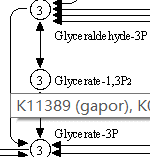 3
Glyceraldehyde-3P
3
Glycerate-1,3P2
K11389 (gapor), K0
Glycerate-3P
3